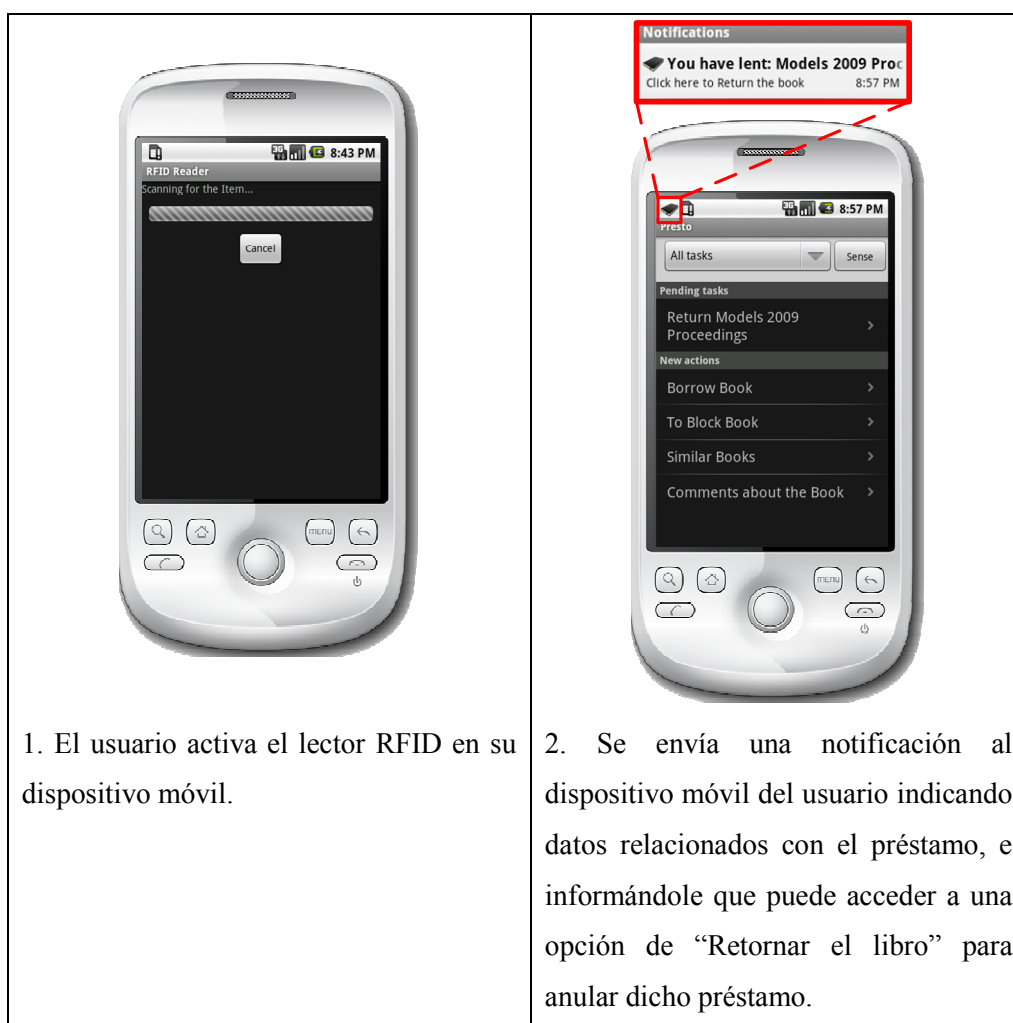 8:43 PM
RFID Reader
Scanning for the Item...
Cancel
MENU
1. El usuario activa el lector RFID en su
dispositivo móvil.
Notifications
You have lent: Models 2009 Proc
Click here to Return the book 8:57 PM
3G 8:57 PM
Presto
All tasks Sense
Pending tasks
Return Models 2009
Proceedings
New actions
Borrow Book
To Block Book
Similar Books
Comments about the Book
MENU
2. Se envía una notificación al
dispositivo móvil del usuario indicando
datos relacionados con el préstamo, e
informándole que puede acceder a una
opción de “Retornar el libro” para
anular dicho préstamo.